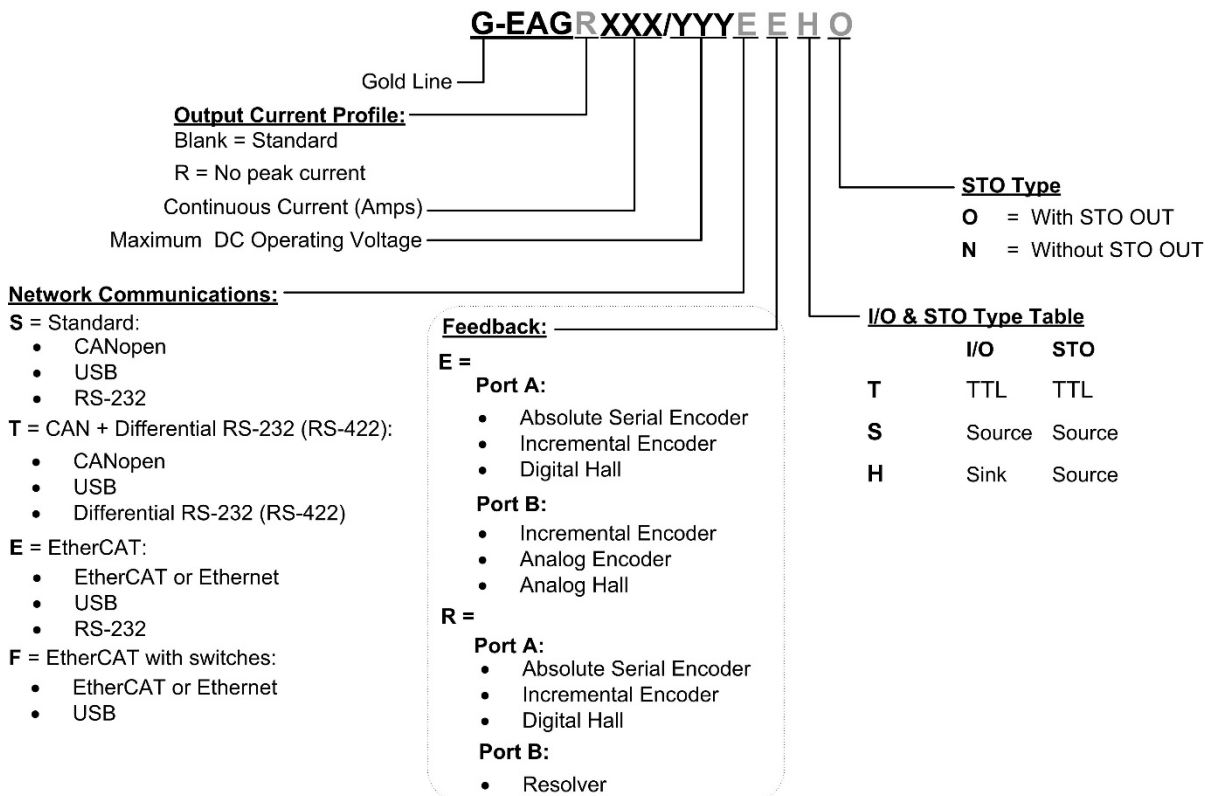 G-EAGRXXX/YYYEEHO
Gold Line
Output Current Profile:
Blank = Standard
R = No peak current
Continuous Current (Amps)
Maximum DC Operating Voltage
Network Communications:
S = Standard:
• CANopen
• USB
• RS-232
T = CAN + Differential RS-232 (RS-422):
• CANopen
• USB
• Differential RS-232 (RS-422)
E = EtherCAT:
• EtherCAT or Ethernet
• USB
• RS-232
F = EtherCAT with switches:
• EtherCAT or Ethernet
• USB
Feedback:
E =
Port A:
• Absolute Serial Encoder
• Incremental Encoder
• Digital Hall
Port B:
• Incremental Encoder
• Analog Encoder
• Analog Hall
R =
Port A:
• Absolute Serial Encoder
• Incremental Encoder
• Digital Hall
Port B:
• Resolver
STO Type
O = With STO OUT
N = Without STO OUT
I/O & STO Type Table
I/O STO
T TTL TTL
S Source Source
H Sink Source